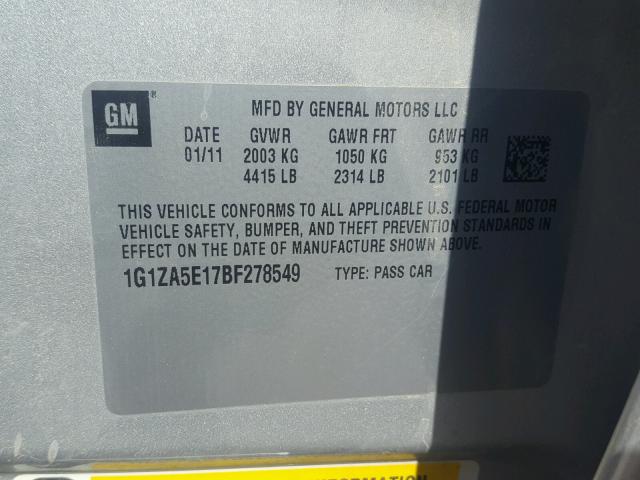 GM ® MFD BY GENERAL MOTORS LLC
DATE GVWR GAWR FRT GAWR RR
01/11 2003 KG 1050 KG 953 KG
4415 LB 2314 LB 2101 LB
THIS VEHICLE CONFORMS TO ALL APPLICABLE U.S. FEDERAL MOTOR
VEHICLE SAFETY, BUMPER, AND THEFT PREVENTION STANDARDS IN
EFFECT ON THE DATE OF MANUFACTURE SHOWN ABOVE.
1G1ZA5E17BF278549 TYPE: PASS CAR
INFORMATION